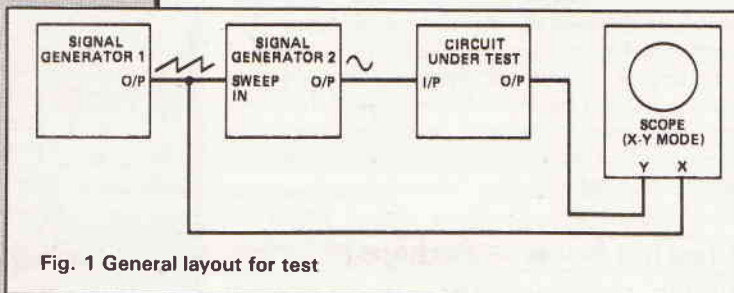 SIGNAL
GENERATOR 1
O/P
SIGNAL
GENERATOR 2
SWEEP
IN
O/P
CIRCUIT
UNDER TEST
I/P
O/P
SCOPE
(X-Y MODE)
Y X
Fig. 1 General layout for test